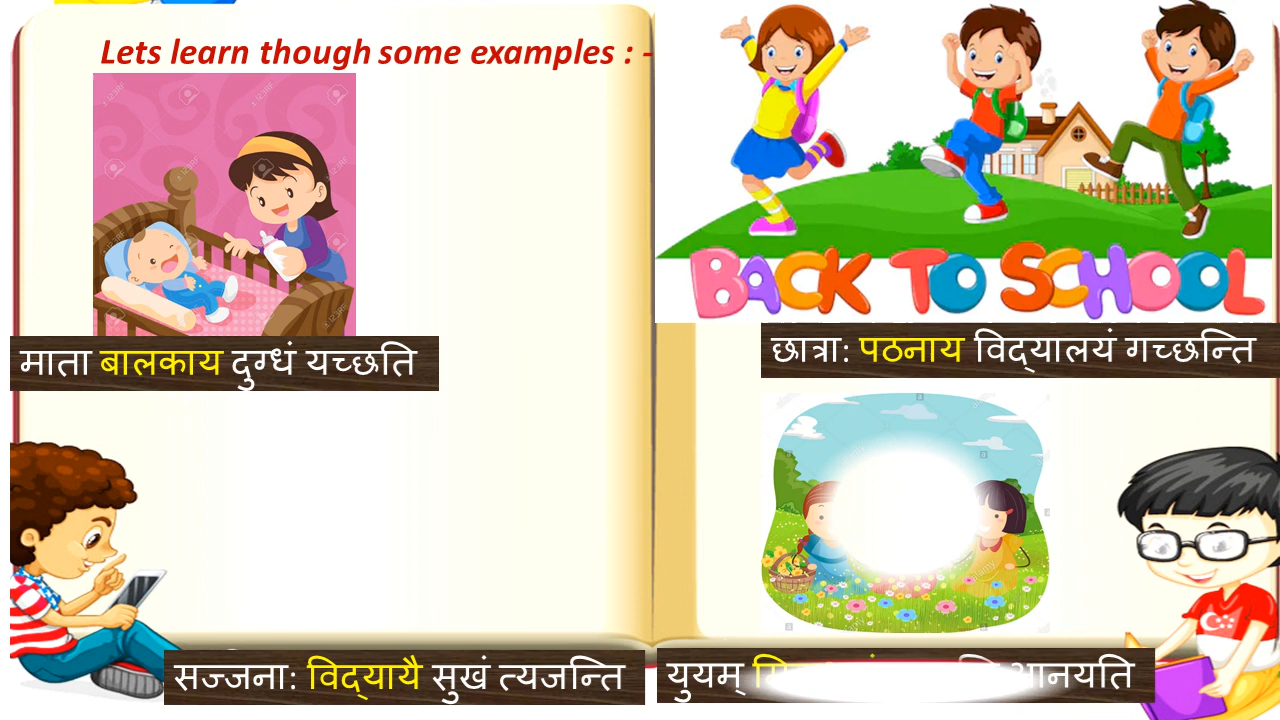 Lets learn though some examples : -
BACK TO SCHOOL
माता बालकाय दुग्धं यच्छति
छात्रा: पठनाय विद्यालयं गच्छन्ति
सज्जना: विद्यायै सुखं त्यजन्ति
युयम् आनयति